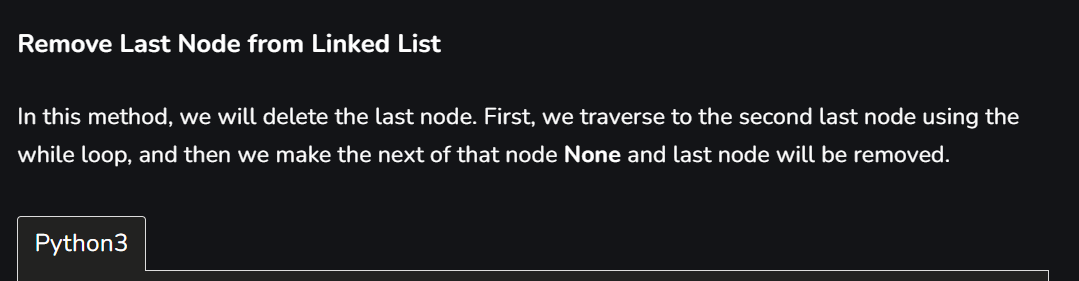 Remove Last Node from Linked List
In this method, we will delete the last node. First, we traverse to the second last node using the
while loop, and then we make the next of that node None and last node will be removed.
Python3